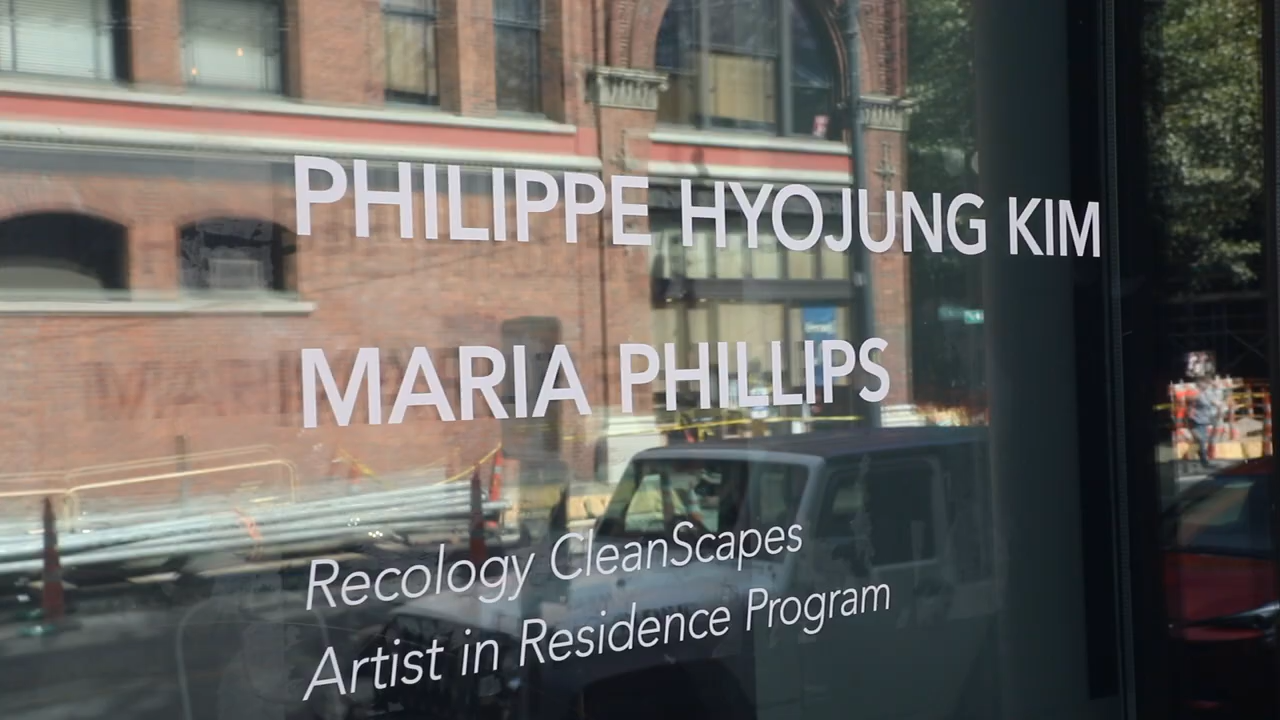 PHILIPPE HYOJUNG KIM
MARIA PHILLIPS
Recology CleanScapes
Artist in Residence Program